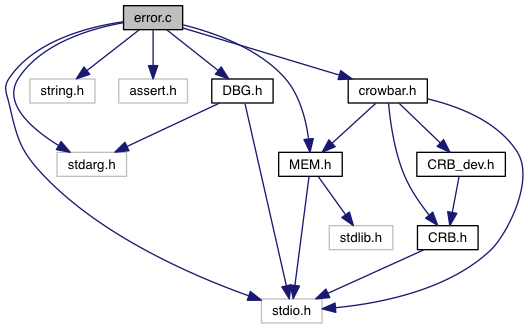 error.c
string.h
assert.h
DBG.h
crowbar.h
stdarg.h
MEM.h
CRB_dev.h
stdlib.h
CRB.h
stdio.h